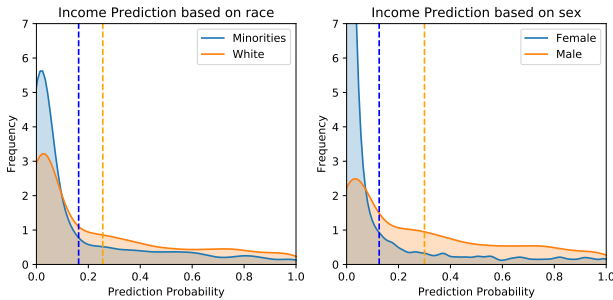 Income Prediction based on race
7
6
5
4
3
2
1
0
Frequency
Minorities
White
0.0 0.2 0.4 0.6 0.8 1.0
Prediction Probability
Income Prediction based on sex
7
6
5
4
3
2
1
0
Frequency
Female
Male
0.0 0.2 0.4 0.6 0.8 1.0
Prediction Probability